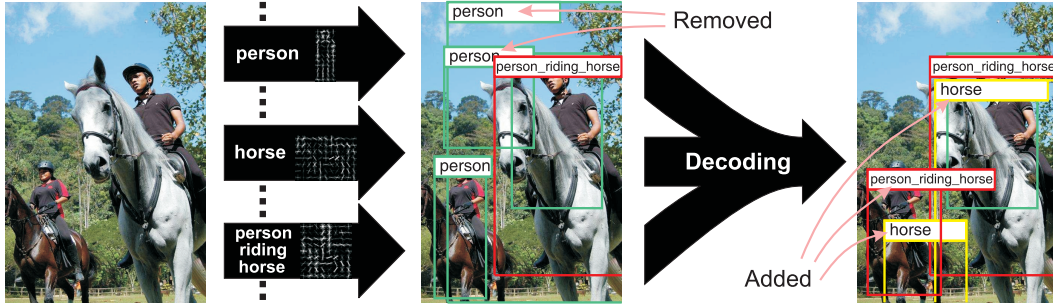 person
horse
person
riding
horse
person
person
person_riding_horse
person
Removed
Decoding
person_riding_horse
horse
person_riding_horse
horse
Added